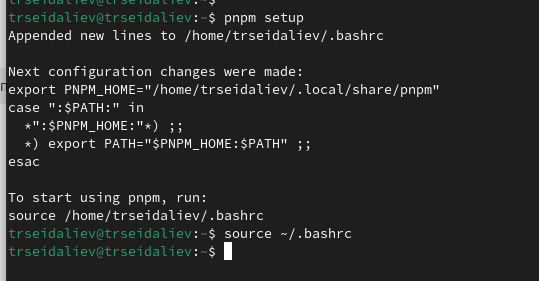 trseidaliev@trseidaliev:~$
trseidaliev@trseidaliev:~$ pnpm setup
Appended new lines to /home/trseidaliev/.bashrc

Next configuration changes were made:
export PNPM_HOME="/home/trseidaliev/.local/share/pnpm"
case ":$PATH:" in
  *":$PNPM_HOME:"*) ;;
  *) export PATH="$PNPM_HOME:$PATH" ;;
esac

To start using pnpm, run:
source /home/trseidaliev/.bashrc
trseidaliev@trseidaliev:~$ source ~/.bashrc
trseidaliev@trseidaliev:~$